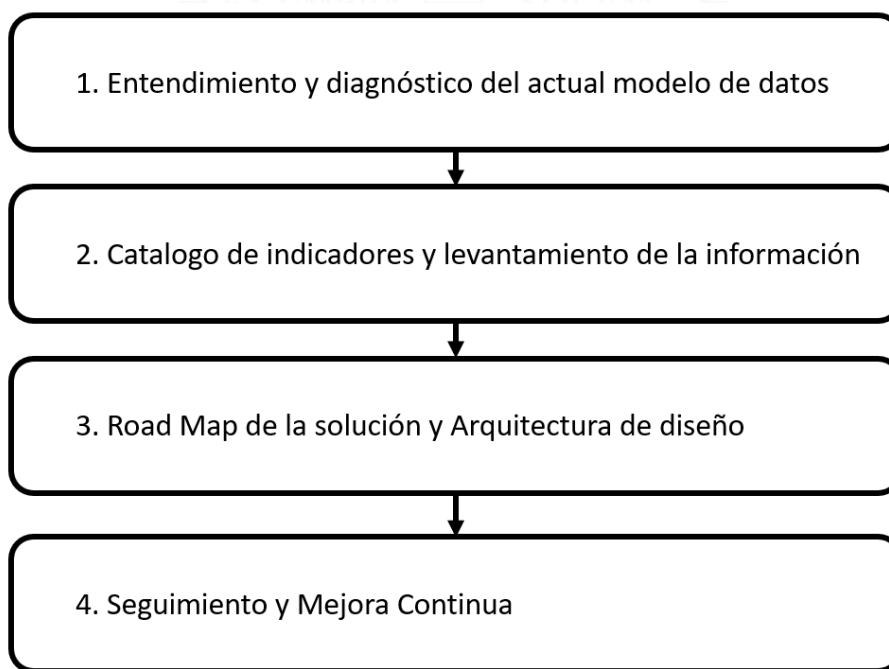 1. Entendimiento y diagnóstico del actual modelo de datos
2. Catalogo de indicadores y levantamiento de la información
3. Road Map de la solución y Arquitectura de diseño
4. Seguimiento y Mejora Continua